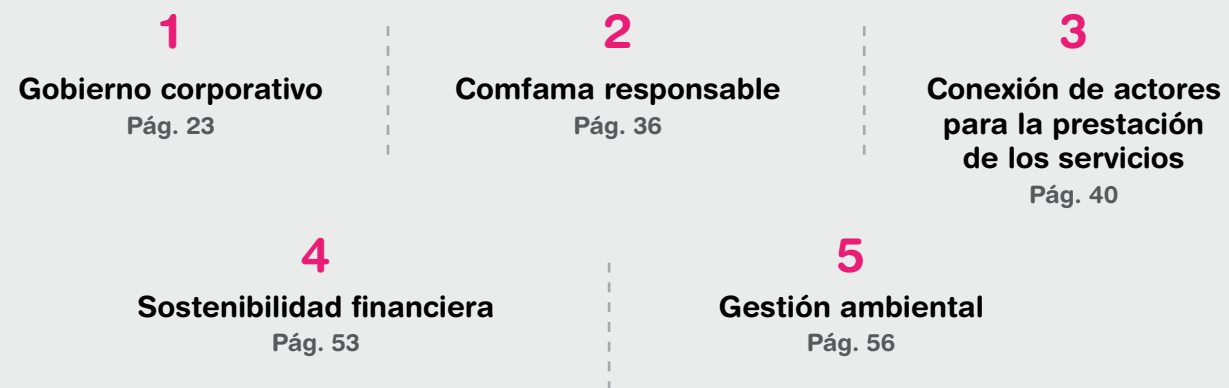 1
Gobierno corporativo
Pág. 23
2
Comfama responsable
Pág. 36
3
Conexión de actores
para la prestación
de los servicios
Pág. 40
4
Sostenibilidad financiera
Pág. 53
5
Gestión ambiental
Pág. 56